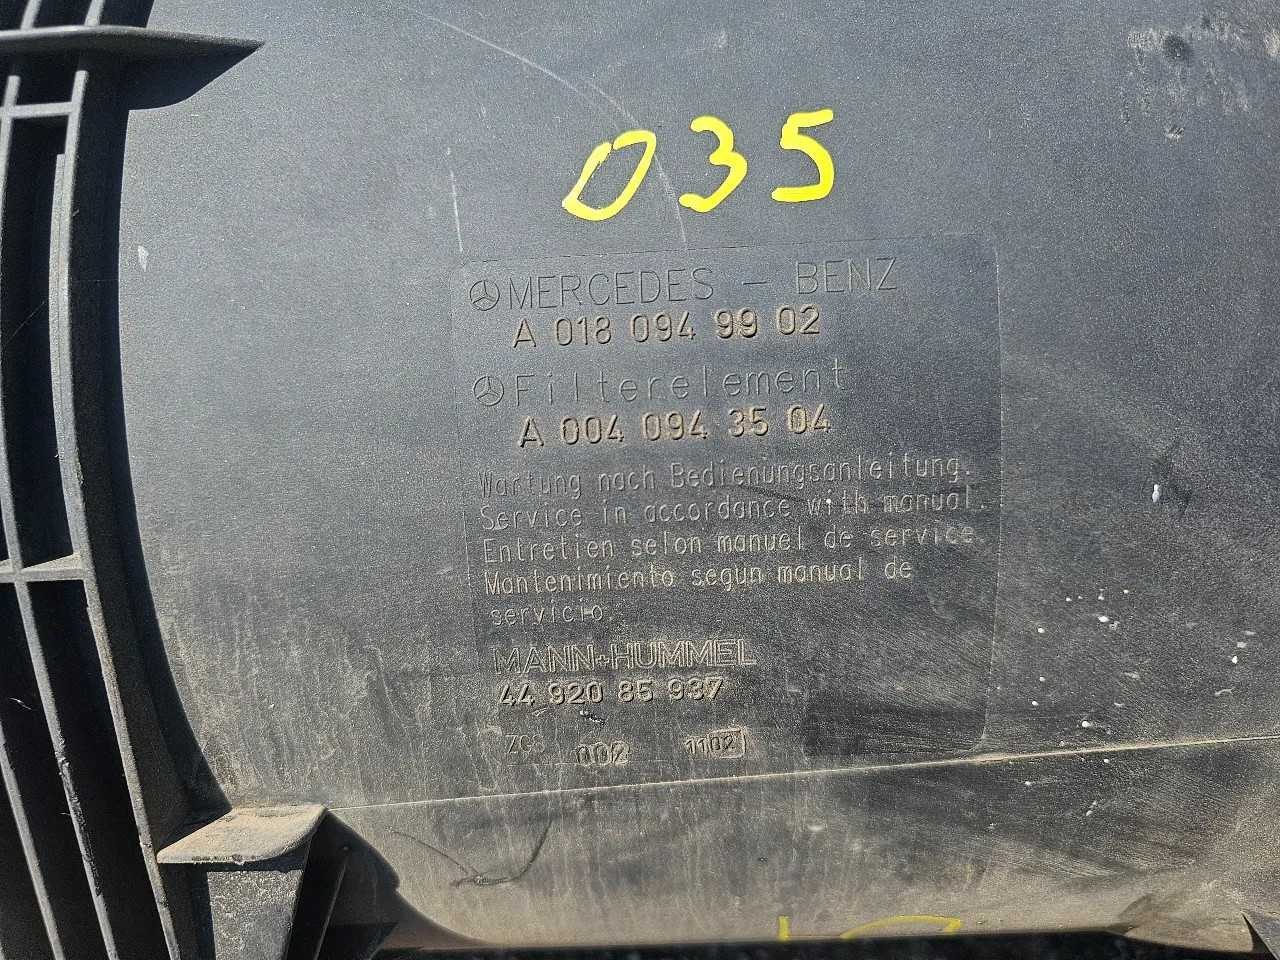 035
MERCEDES - BENZ
A 018 094 99 02
Filterelement
A 004 094 35 04
Wartung nach Bedienungsanleitung.
Service in accordance with manual.
Entretien selon manuel de service.
Mantenimiento segun manual de
servicio.
MANN+HUMMEL
44 920 85 937
ZGS 002 1102